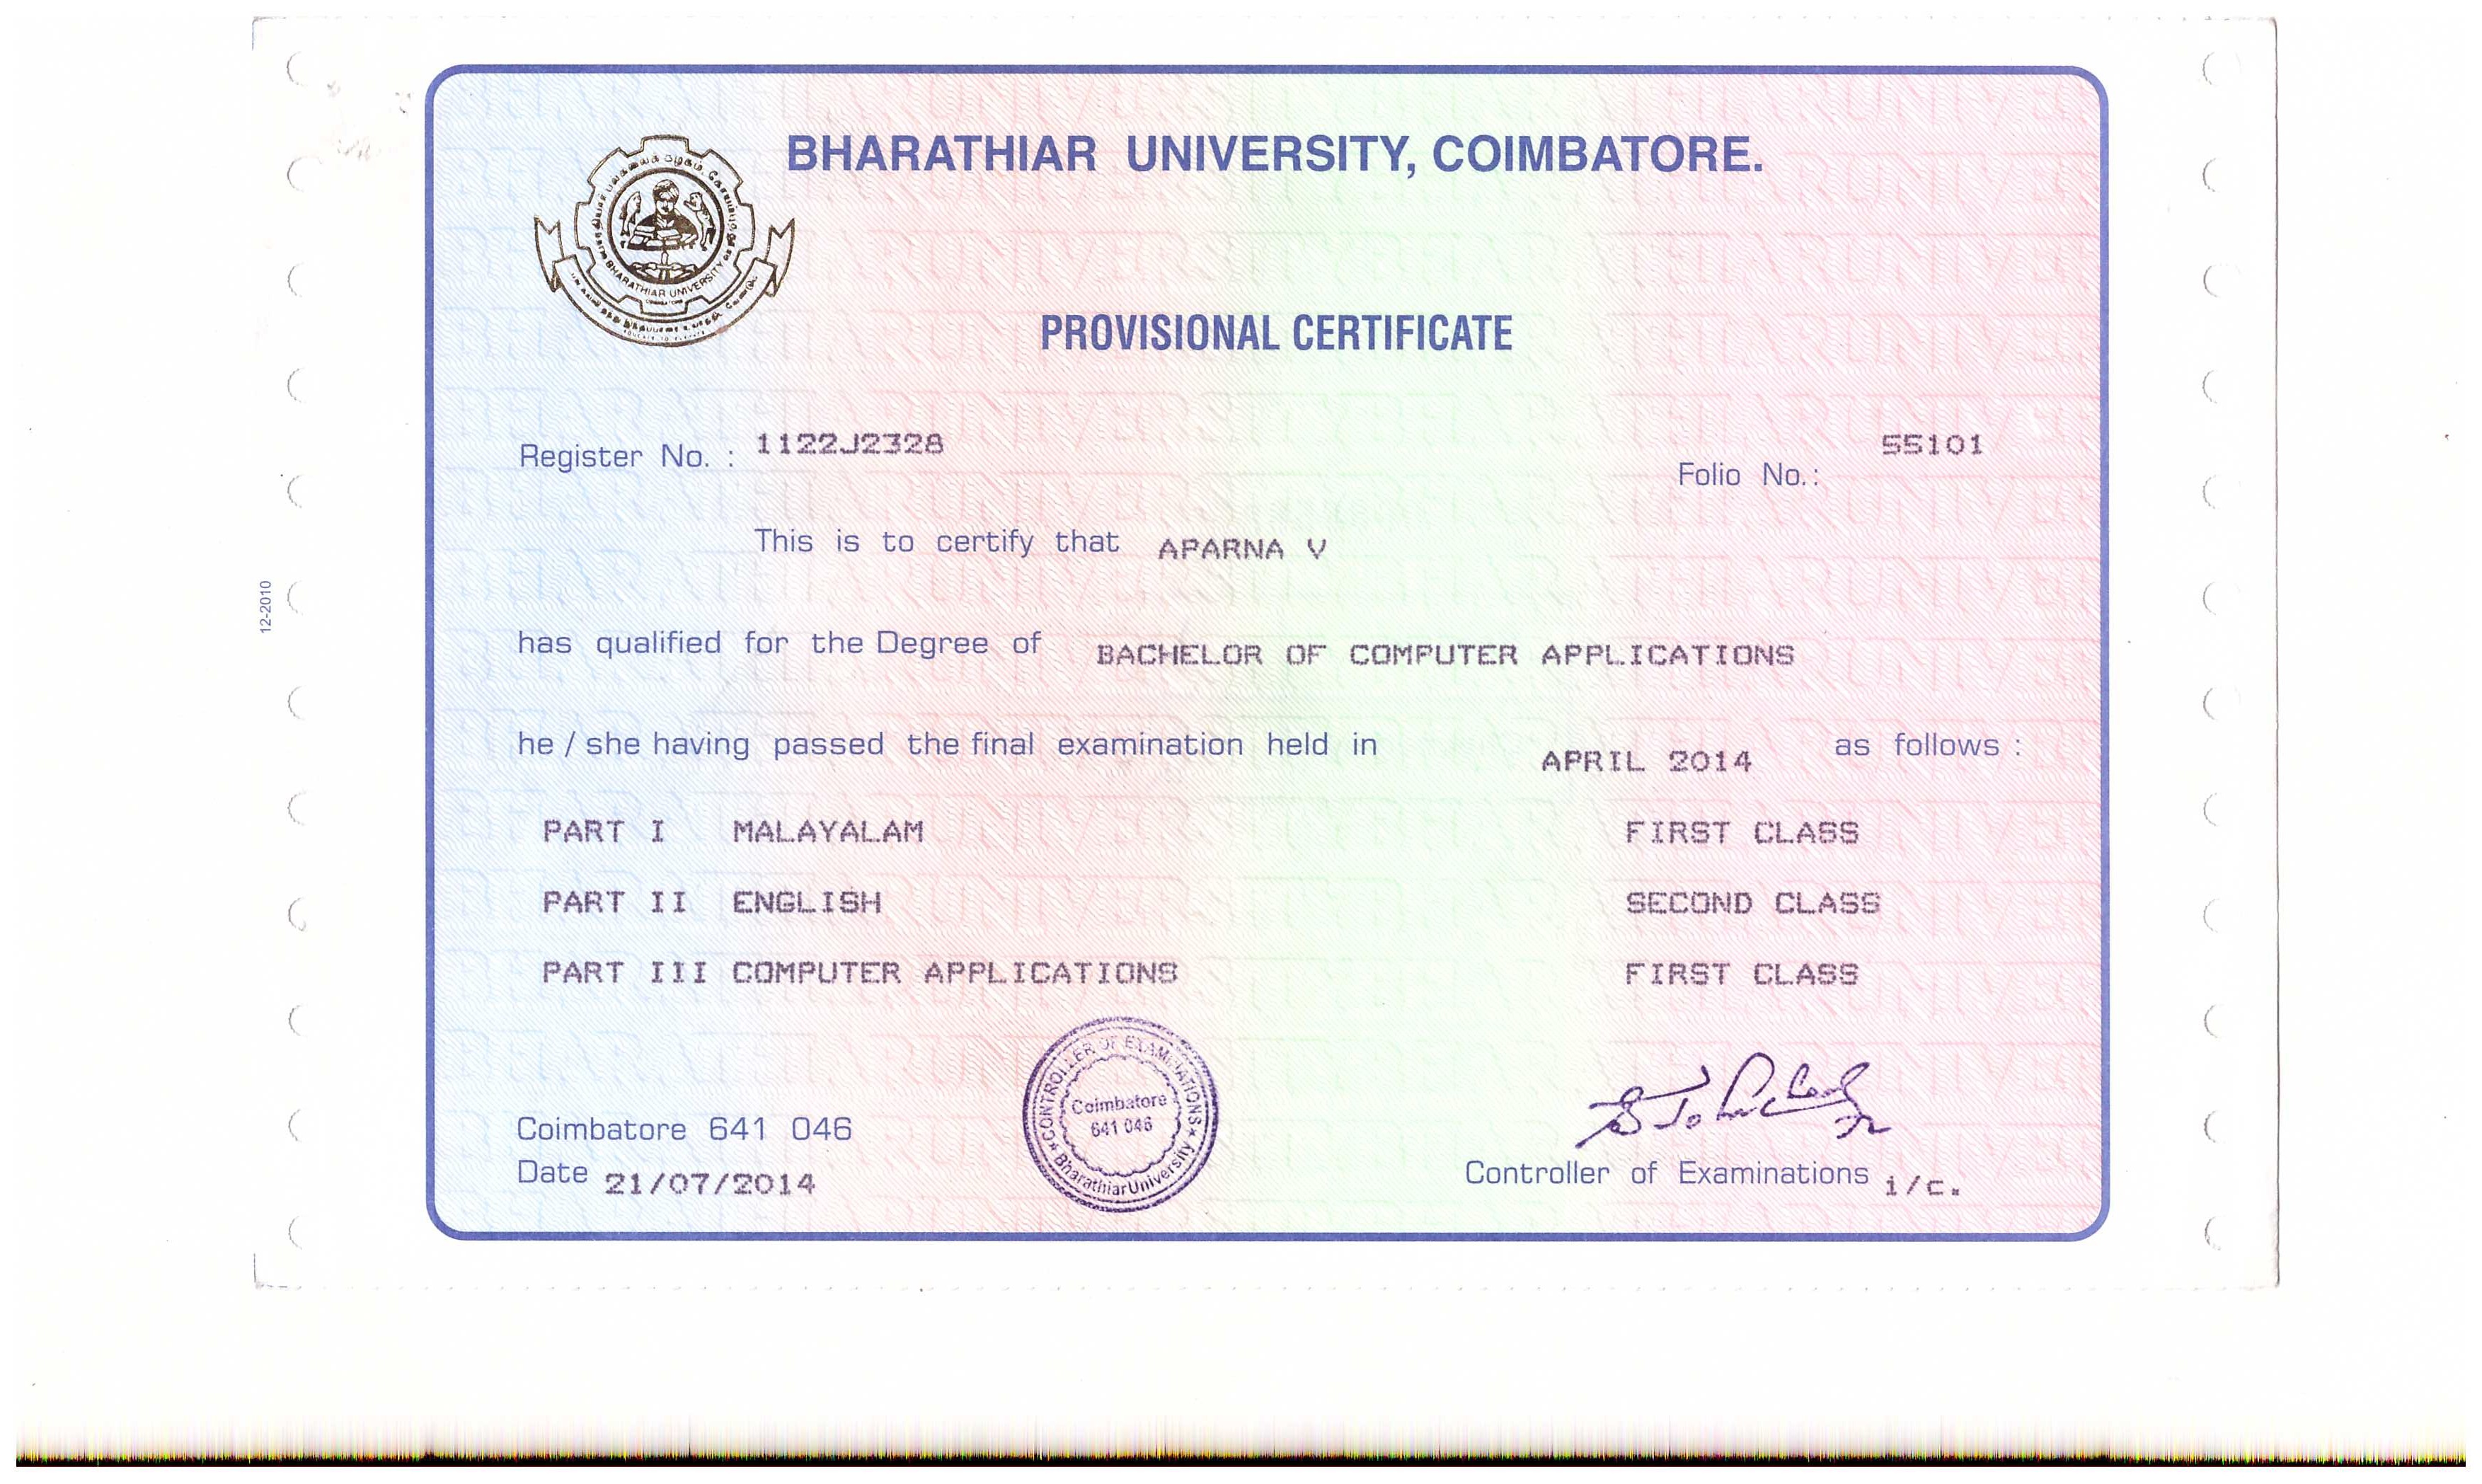 BHARATHIAR UNIVERSITY, COIMBATORE.
BHARATHIAR UNIVERSITY
PROVISIONAL CERTIFICATE
Register No. : 1122J2328
Folio No.: 55101
This is to certify that APARNA V
12-2010
has qualified for the Degree of BACHELOR OF COMPUTER APPLICATIONS
he / she having passed the final examination held in APRIL 2014 as follows :
PART I MALAYALAM FIRST CLASS
PART II ENGLISH SECOND CLASS
PART III COMPUTER APPLICATIONS FIRST CLASS
CONTROLLER OF EXAMINATIONS
Coimbatore
641 046
Bharathiar University
Coimbatore 641 046
Date 21/07/2014
Controller of Examinations i/c.